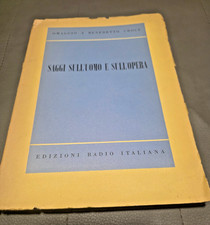 OMAGGIO A BENEDETTO CROCE
SAGGI SULL'UOMO E SULL'OPERA
EDIZIONI RADIO ITALIANA